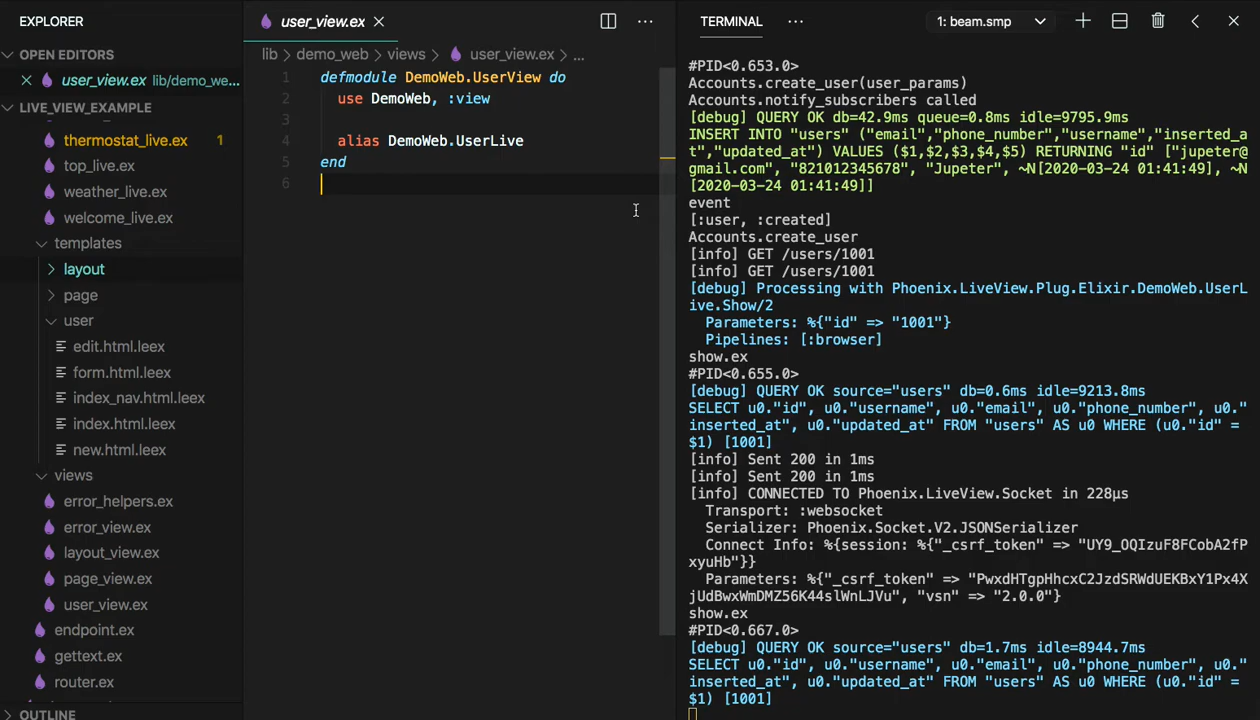 EXPLORER
OPEN EDITORS
user_view.ex lib/demo_we...
LIVE_VIEW_EXAMPLE
thermostat_live.ex 1
top_live.ex
weather_live.ex
welcome_live.ex
templates
layout
page
user
edit.html.leex
form.html.leex
index_nav.html.leex
index.html.leex
new.html.leex
views
error_helpers.ex
error_view.ex
layout_view.ex
page_view.ex
user_view.ex
endpoint.ex
gettext.ex
router.ex
OUTLINE
user_view.ex
lib > demo_web > views > user_view.ex > ...
1 defmodule DemoWeb.UserView do
2 use DemoWeb, :view
3
4 alias DemoWeb.UserLive
5 end
6
TERMINAL ... 1: beam.smp
#PID<0.653.0>
Accounts.create_user(user_params)
Accounts.notify_subscribers called
[debug] QUERY OK db=42.9ms queue=0.8ms idle=9795.9ms
INSERT INTO "users" ("email","phone_number","username","inserted_a
t","updated_at") VALUES ($1,$2,$3,$4,$5) RETURNING "id" ["jupeter@
gmail.com", "821012345678", "Jupeter", ~N[2020-03-24 01:41:49], ~N
[2020-03-24 01:41:49]]
event
[:user, :created]
Accounts.create_user
[info] GET /users/1001
[info] GET /users/1001
[debug] Processing with Phoenix.LiveView.Plug.Elixir.DemoWeb.UserL
ive.Show/2
Parameters: %{"id" => "1001"}
Pipelines: [:browser]
show.ex
#PID<0.655.0>
[debug] QUERY OK source="users" db=0.6ms idle=9213.8ms
SELECT u0."id", u0."username", u0."email", u0."phone_number", u0."
inserted_at", u0."updated_at" FROM "users" AS u0 WHERE (u0."id" =
$1) [1001]
[info] Sent 200 in 1ms
[info] Sent 200 in 1ms
[info] CONNECTED TO Phoenix.LiveView.Socket in 228µs
Transport: :websocket
Serializer: Phoenix.Socket.V2.JSONSerializer
Connect Info: %{session: %{"_csrf_token" => "UY9_OQIzuF8FCobA2fP
xyuHb"}}
Parameters: %{"_csrf_token" => "PwxdHTgpHhcxC2JzdSRWdUEKBxY1Px4X
jUdBwxWmDMZ56K44slWnLJVu", "vsn" => "2.0.0"}
show.ex
#PID<0.667.0>
[debug] QUERY OK source="users" db=1.7ms idle=8944.7ms
SELECT u0."id", u0."username", u0."email", u0."phone_number", u0."
inserted_at", u0."updated_at" FROM "users" AS u0 WHERE (u0."id" =
$1) [1001]